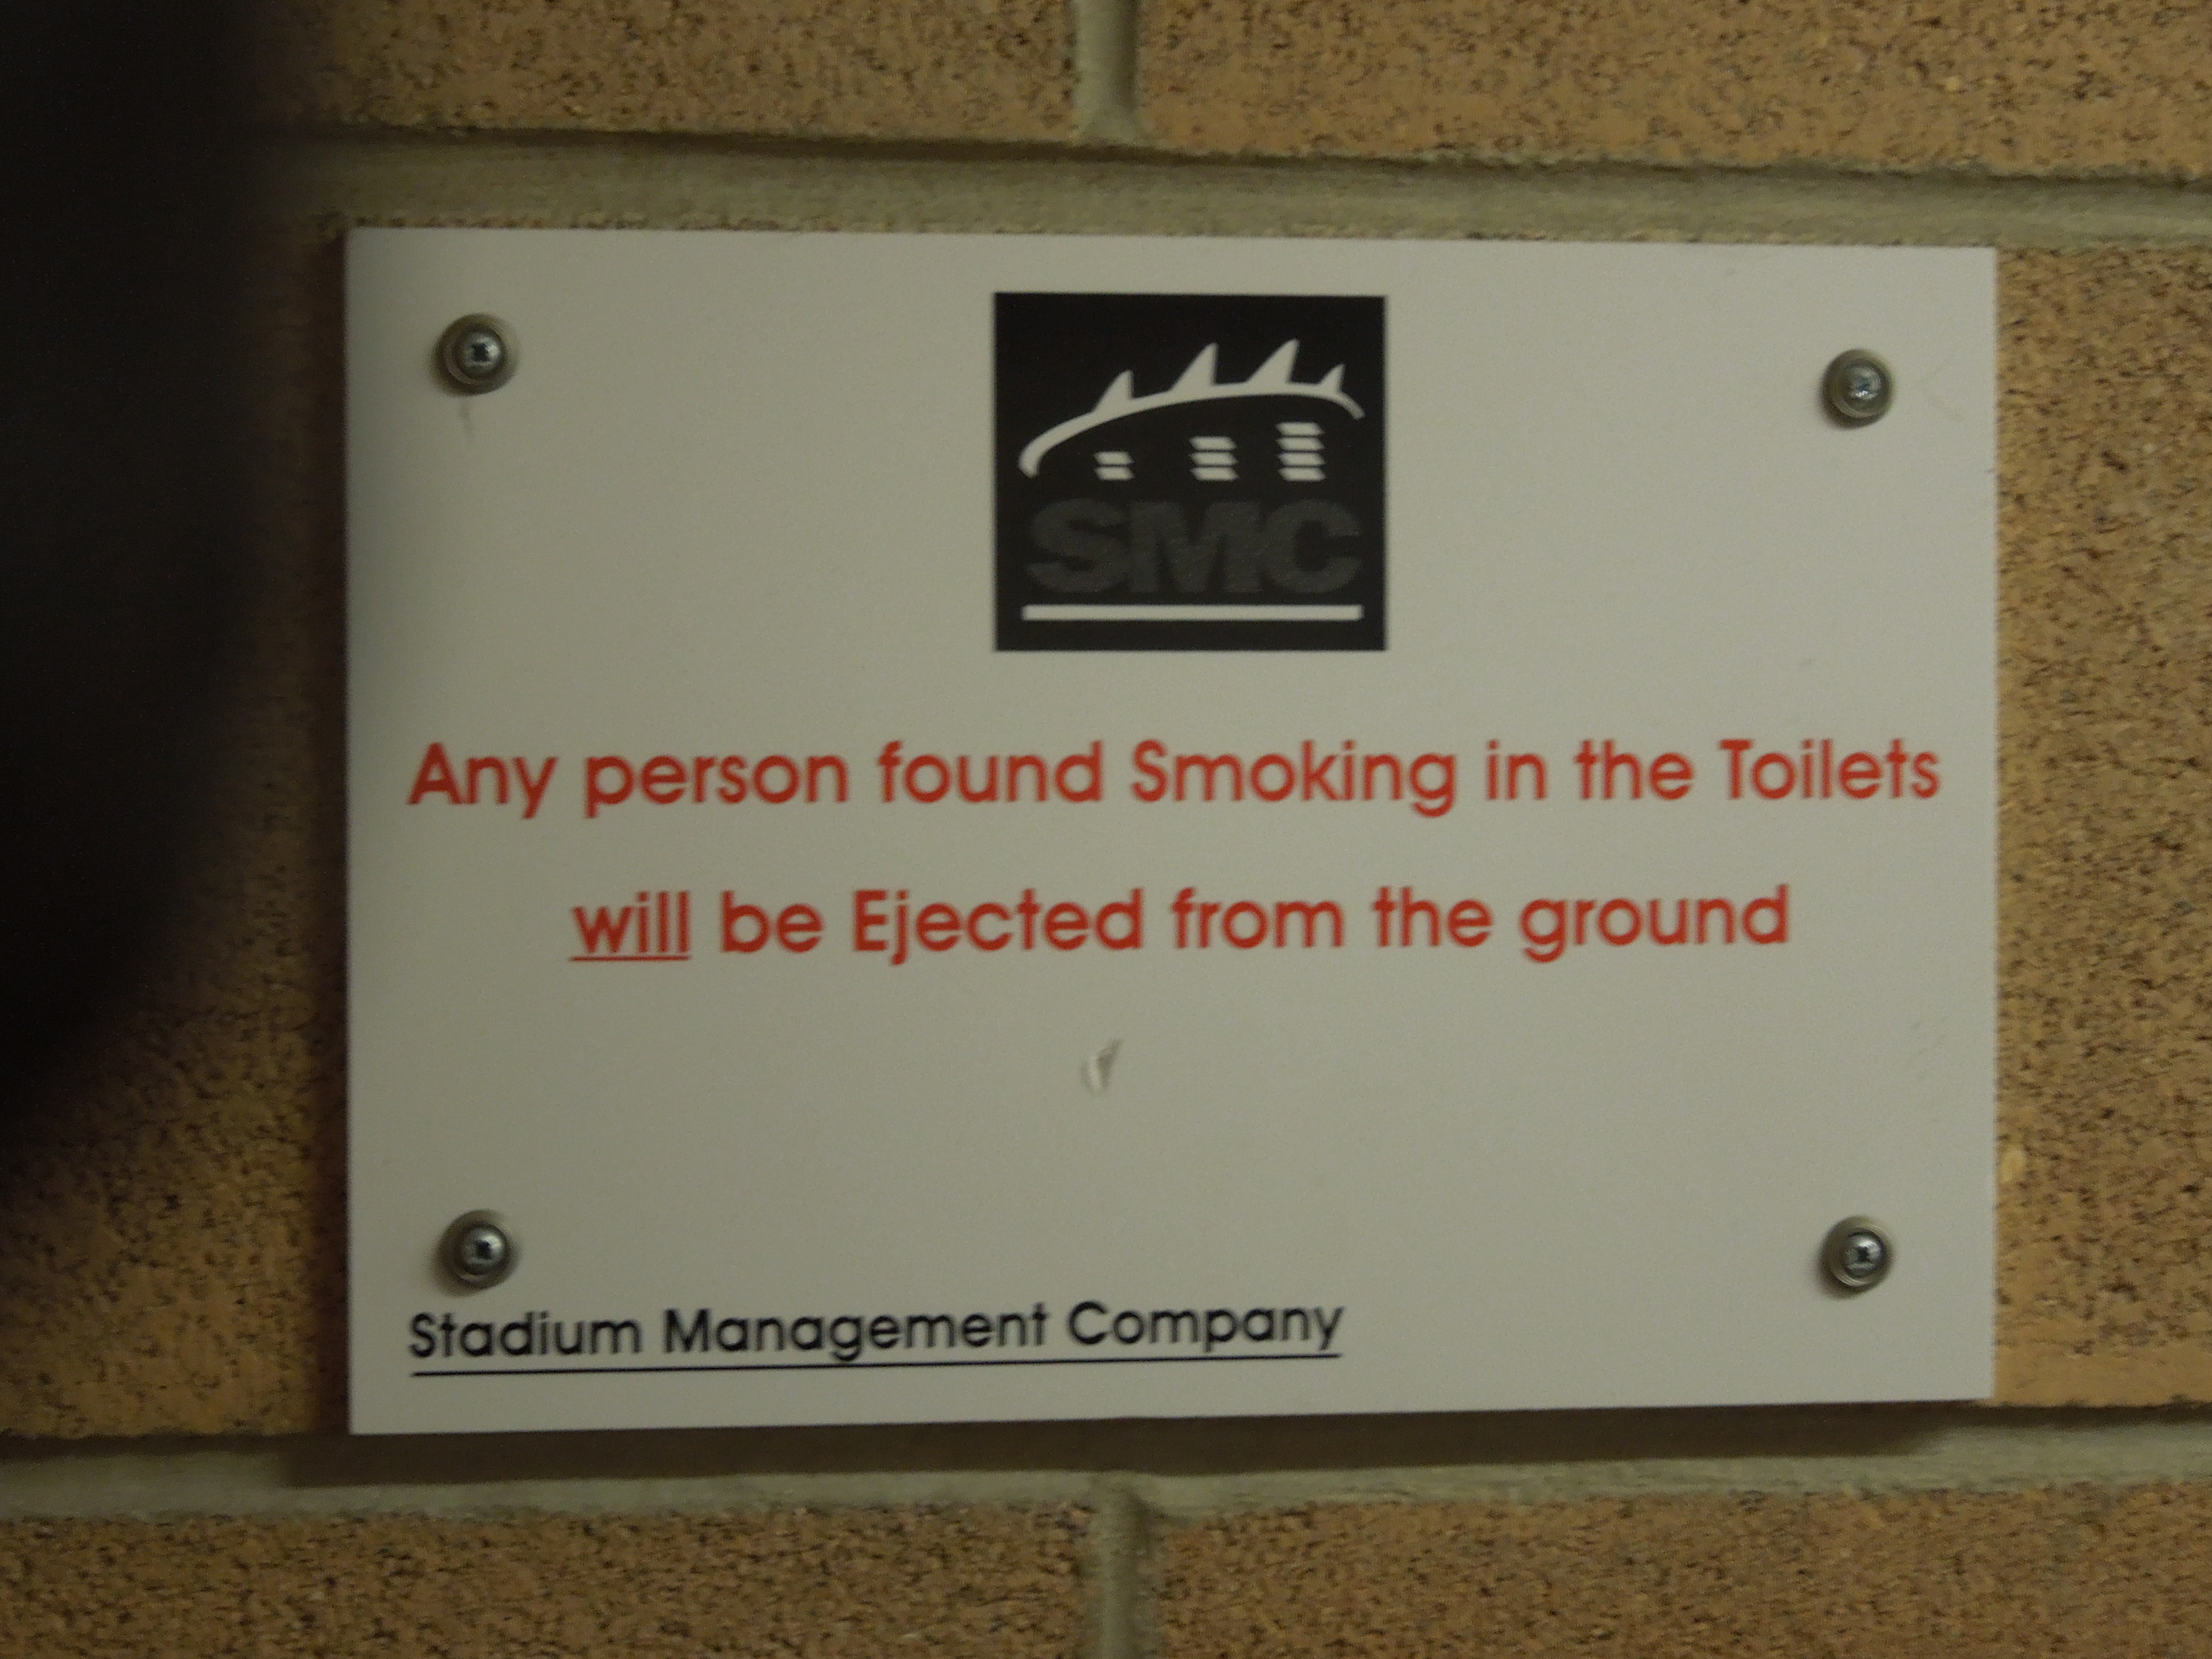 SMC
Any person found Smoking in the Toilets
will be Ejected from the ground
Stadium Management Company